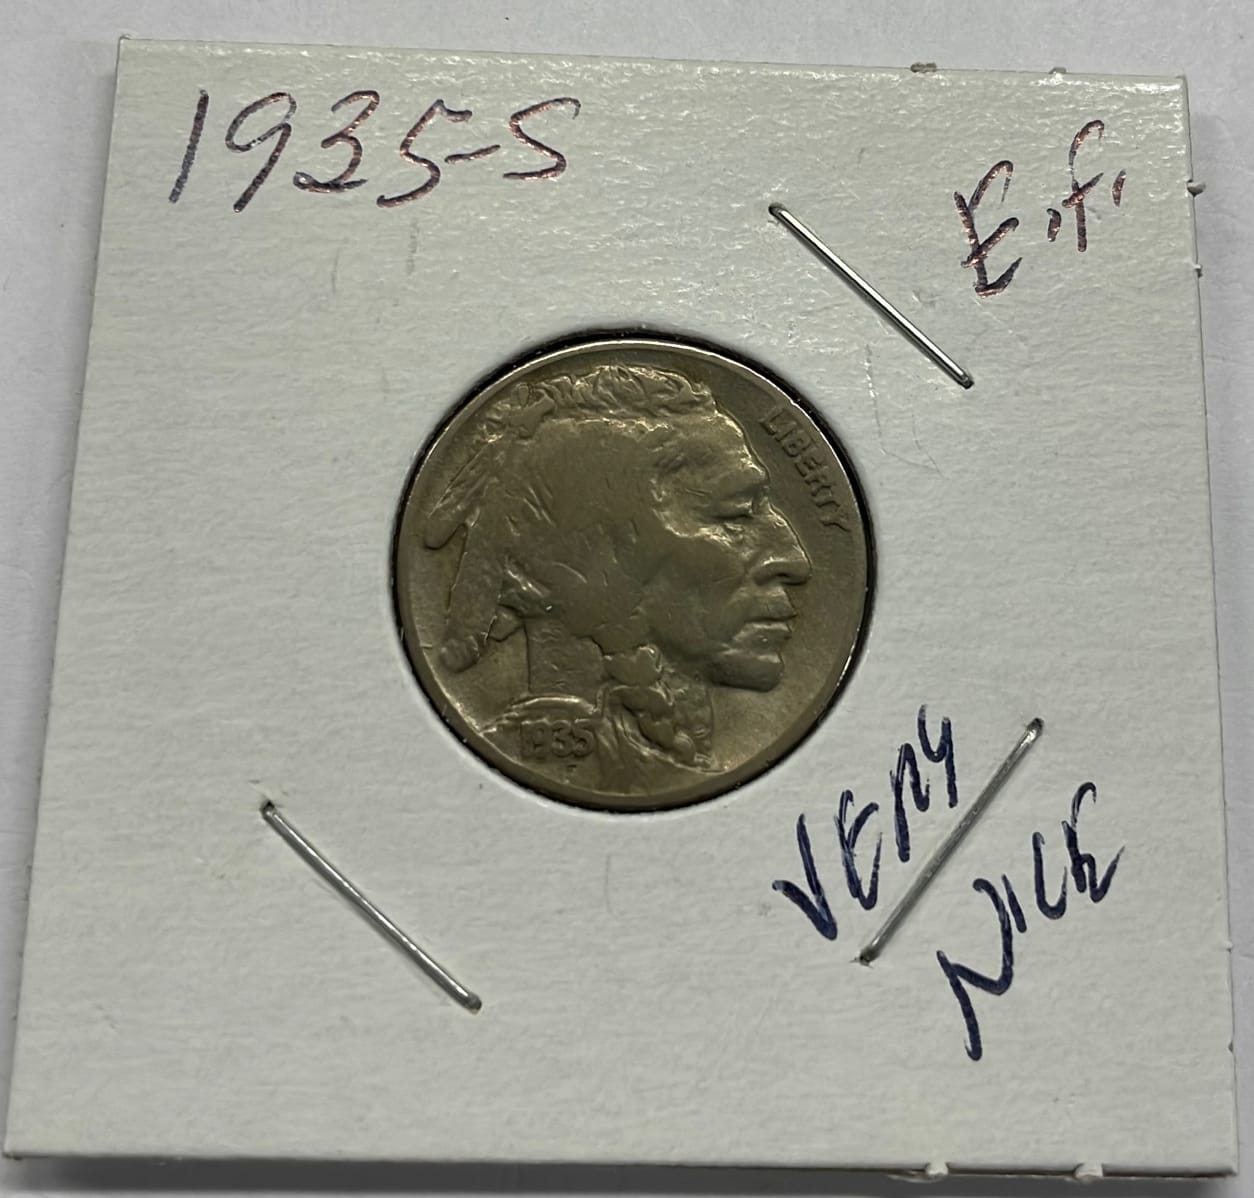 1935-S
E.f.
LIBERTY
1935
F
VERY
NICE